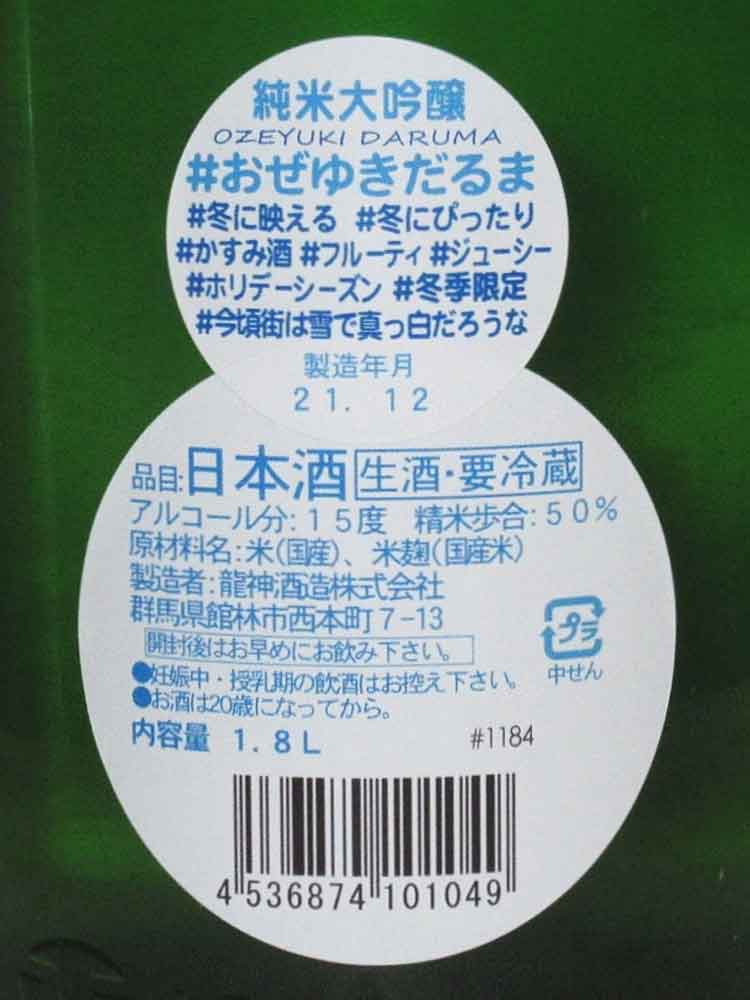 純米大吟醸
OZEYUKI DARUMA
#おぜゆきだるま
#冬に映える #冬にぴったり
#かすみ酒 #フルーティ #ジューシー
#ホリデーシーズン #冬季限定
#今頃街は雪で真っ白だろうな
製造年月
21. 12
品目:日本酒 生酒・要冷蔵
アルコール分:15度 精米歩合:50%
原材料名:米(国産)、米麹(国産米)
製造者:龍神酒造株式会社
群馬県館林市西本町7-13
開封後はお早めにお飲み下さい。
プラ
中せん
●妊娠中・授乳期の飲酒はお控え下さい。
●お酒は20歳になってから。
内容量 1.8L
#1184
4 536874 101049